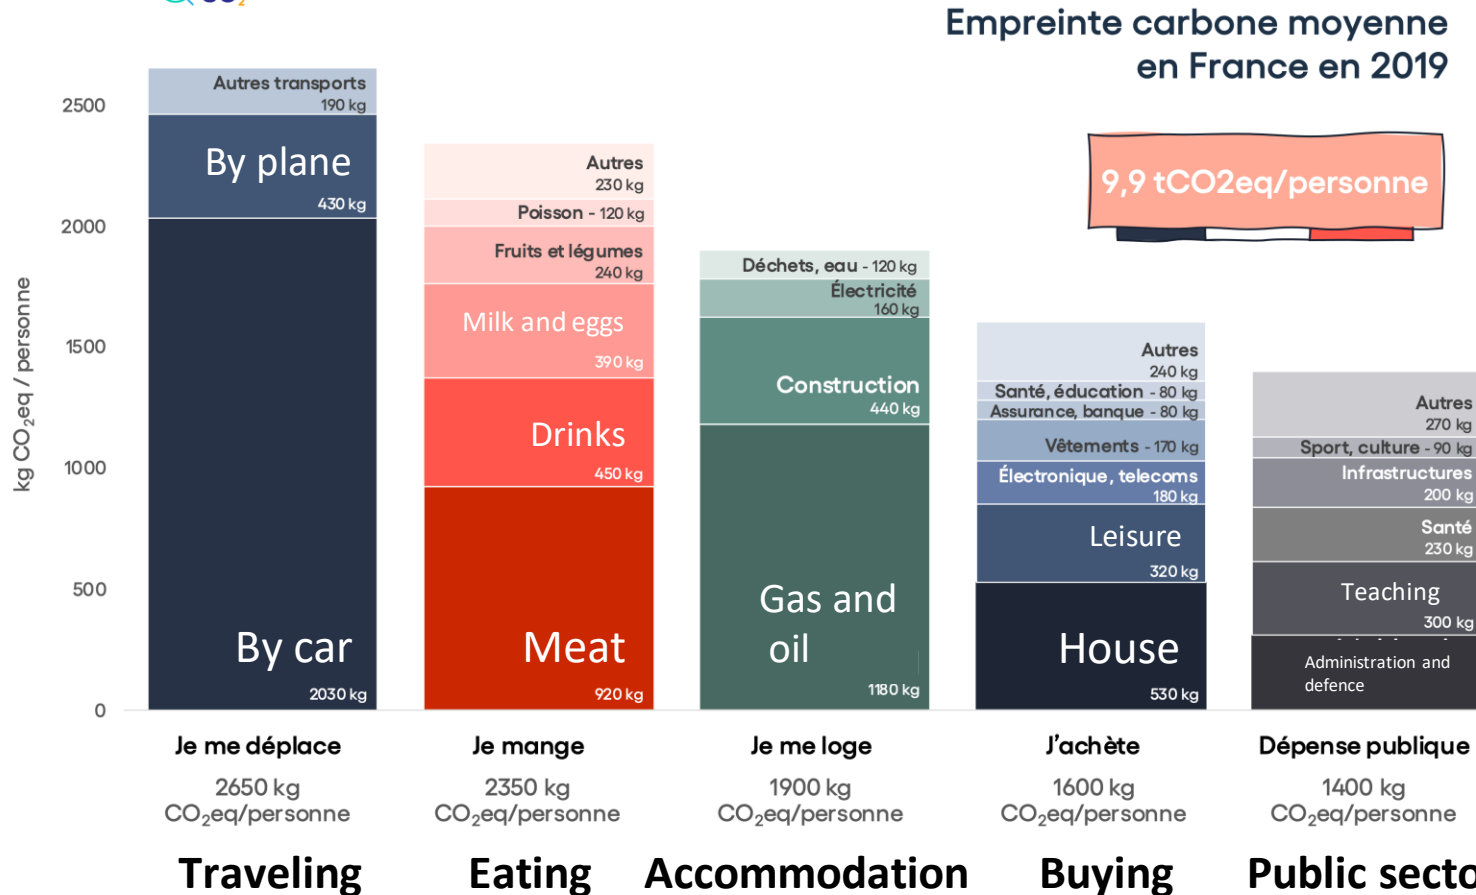 CO₂
Empreinte carbone moyenne
en France en 2019
9,9 tCO2eq/personne
kg CO₂eq / personne
2500
2000
1500
1000
500
0
Autres transports
190 kg
By plane
430 kg
By car
2030 kg
Autres
230 kg
Poisson - 120 kg
Fruits et légumes
240 kg
Milk and eggs
390 kg
Drinks
450 kg
Meat
920 kg
Déchets, eau - 120 kg
Électricité
160 kg
Construction
440 kg
Gas and
oil
1180 kg
Autres
240 kg
Santé, éducation - 80 kg
Assurance, banque - 80 kg
Vêtements - 170 kg
Électronique, telecoms
180 kg
Leisure
320 kg
House
530 kg
Autres
270 kg
Sport, culture - 90 kg
Infrastructures
200 kg
Santé
230 kg
Teaching
300 kg
Administration and
defence
Je me déplace
2650 kg
CO₂eq/personne
Traveling
Je mange
2350 kg
CO₂eq/personne
Eating
Je me loge
1900 kg
CO₂eq/personne
Accommodation
J'achète
1600 kg
CO₂eq/personne
Buying
Dépense publique
1400 kg
CO₂eq/personne
Public secto